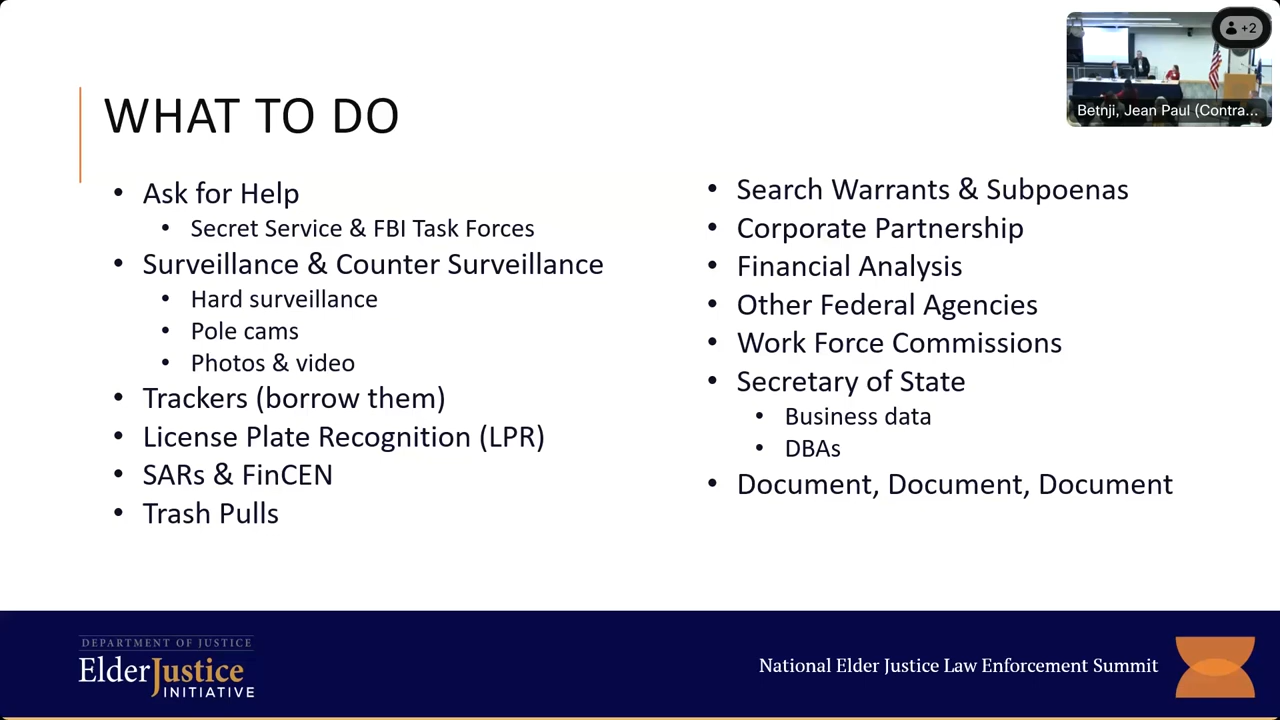 WHAT TO DO
Ask for Help
Secret Service & FBI Task Forces
Surveillance & Counter Surveillance
Hard surveillance
Pole cams
Photos & video
Trackers (borrow them)
License Plate Recognition (LPR)
SARs & FinCEN
Trash Pulls
Search Warrants & Subpoenas
Corporate Partnership
Financial Analysis
Other Federal Agencies
Work Force Commissions
Secretary of State
Business data
DBAs
Document, Document, Document
+2
Betnji, Jean Paul (Contra...
DEPARTMENT OF JUSTICE
ElderJustice
INITIATIVE
National Elder Justice Law Enforcement Summit